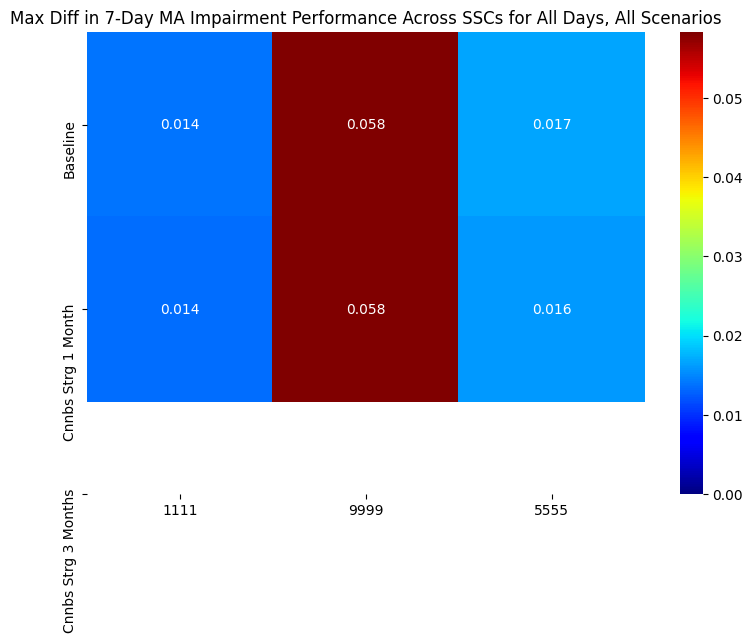 Max Diff in 7-Day MA Impairment Performance Across SSCs for All Days, All Scenarios
Baseline
0.014 0.058 0.017
Cnnbs Strg 1 Month
0.014 0.058 0.016
Cnnbs Strg 3 Months
1111 9999 5555
0.05
0.04
0.03
0.02
0.01
0.00